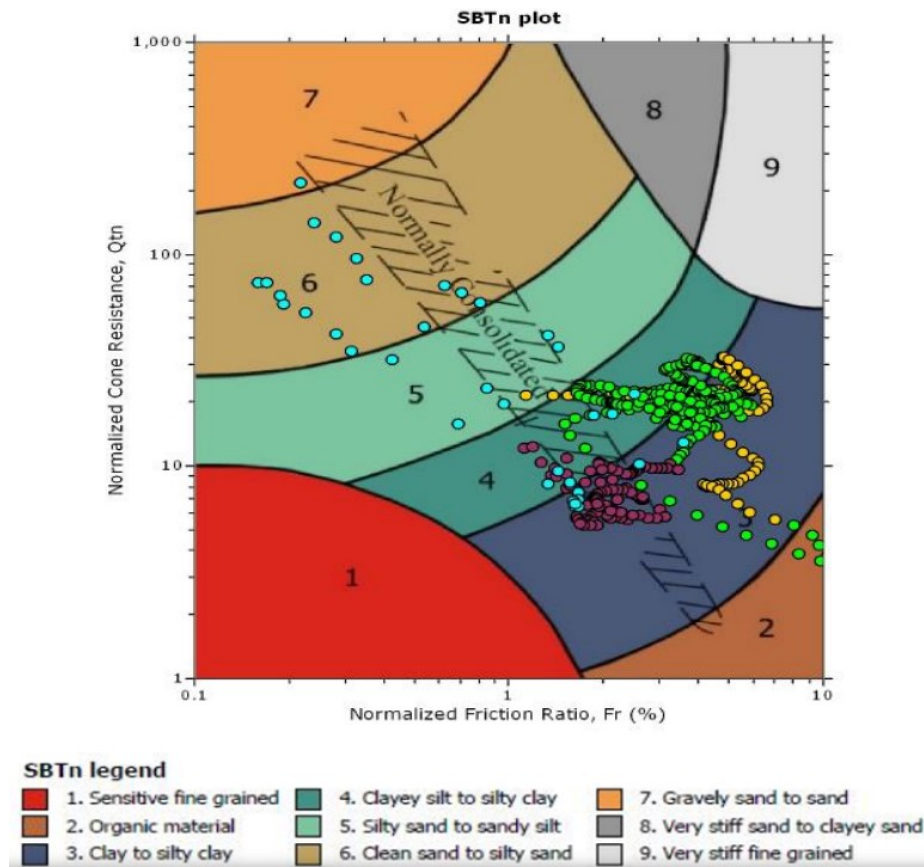 SBTn plot
1,000
100
10
1
Normalized Cone Resistance, Qtn
7
8
9
6
5
4
3
1
2
Normally Consolidated
0.1
1
10
Normalized Friction Ratio, Fr (%)
SBTn legend
1. Sensitive fine grained
4. Clayey silt to silty clay
7. Gravely sand to sand
2. Organic material
5. Silty sand to sandy silt
8. Very stiff sand to clayey sand
3. Clay to silty clay
6. Clean sand to silty sand
9. Very stiff fine grained